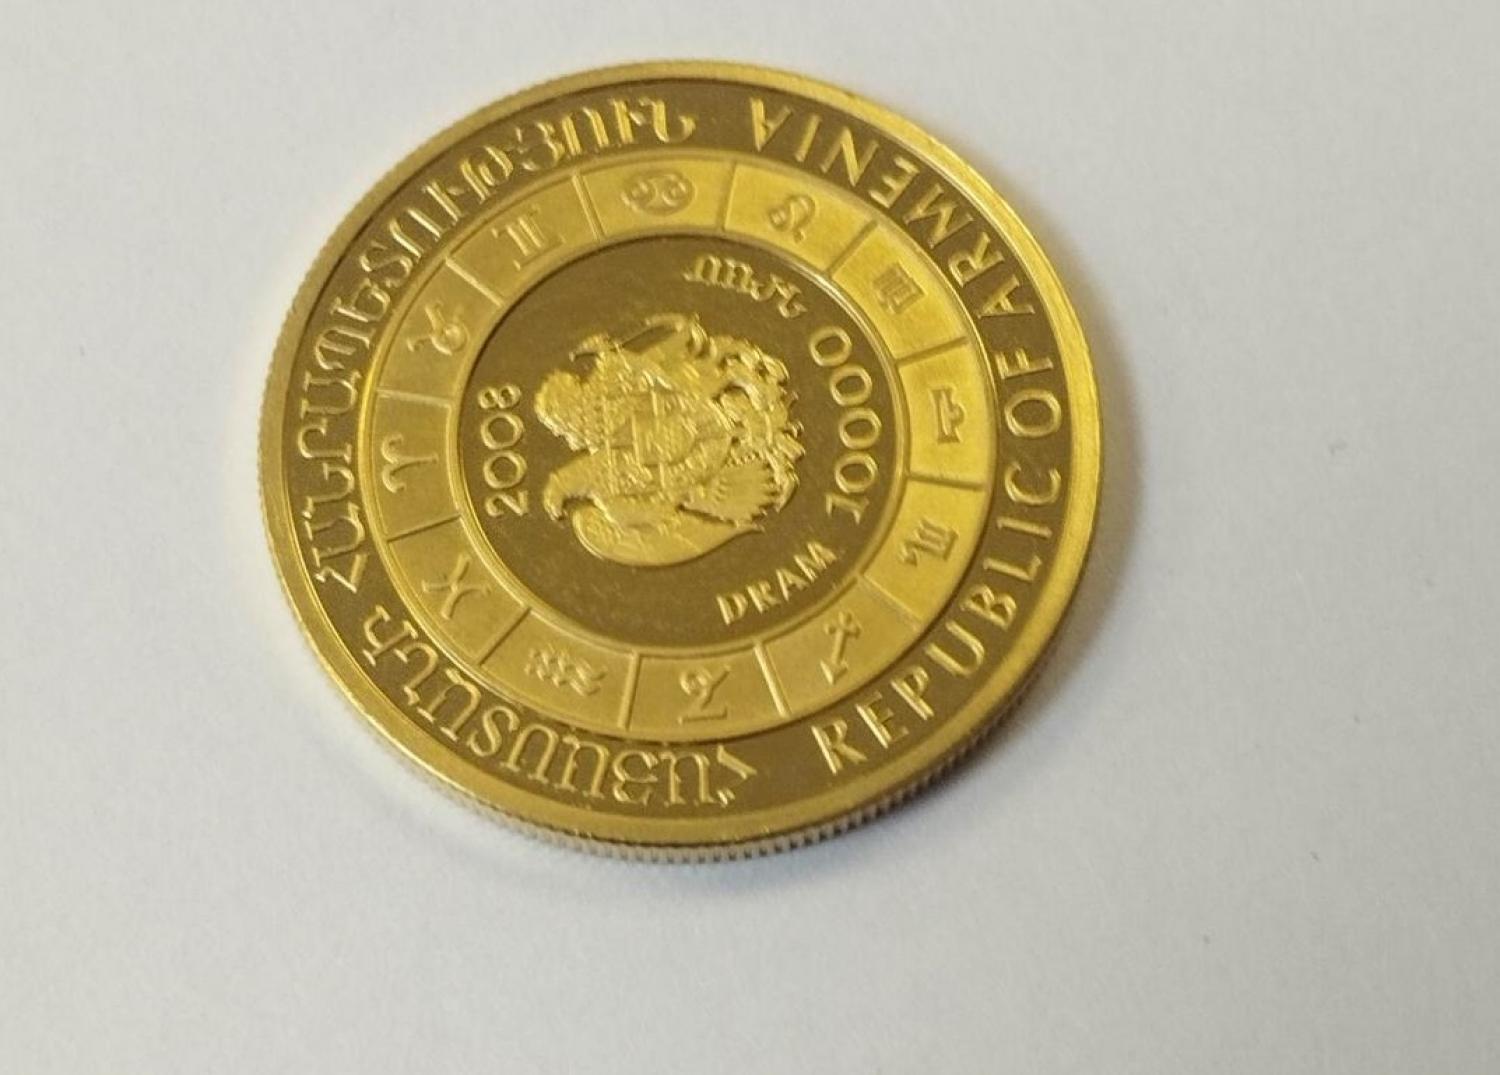 ՀԱՅԱՍՏԱՆԻ ՀԱՆՐԱՊԵՏՈՒԹՅՈՒՆ
REPUBLIC OF ARMENIA
2008
10000
ԴՐԱՄ
DRAM